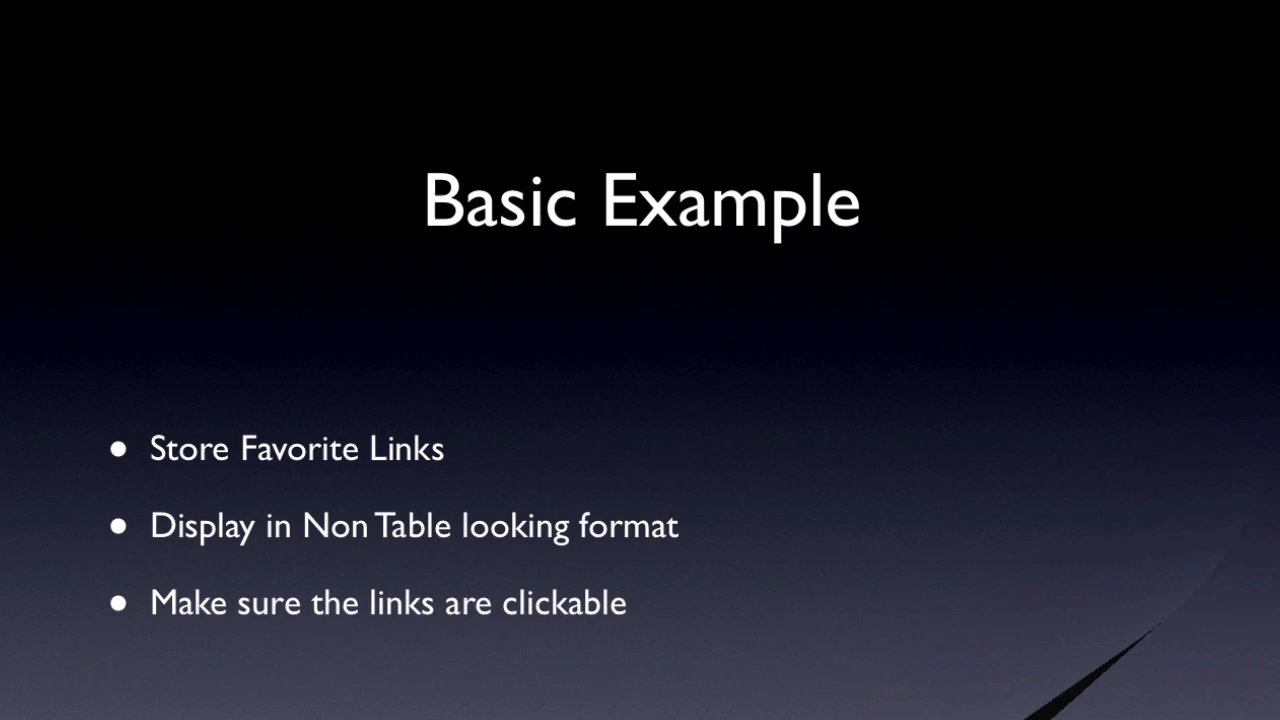 Basic Example
• Store Favorite Links
• Display in Non Table looking format
• Make sure the links are clickable